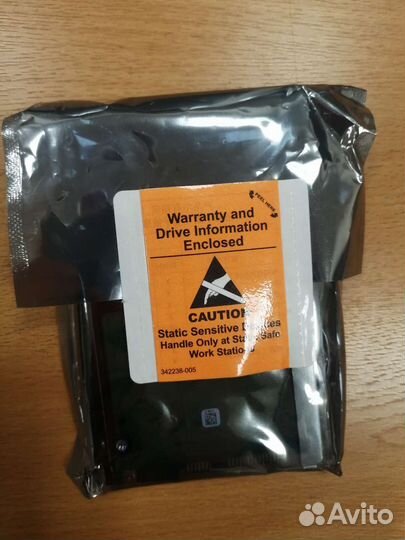 PEEL HERE
Warranty and
Drive Information
Enclosed
CAUTION
Static Sensitive Devices
Handle Only at Static Safe
Work Stations
342238-005
Avito